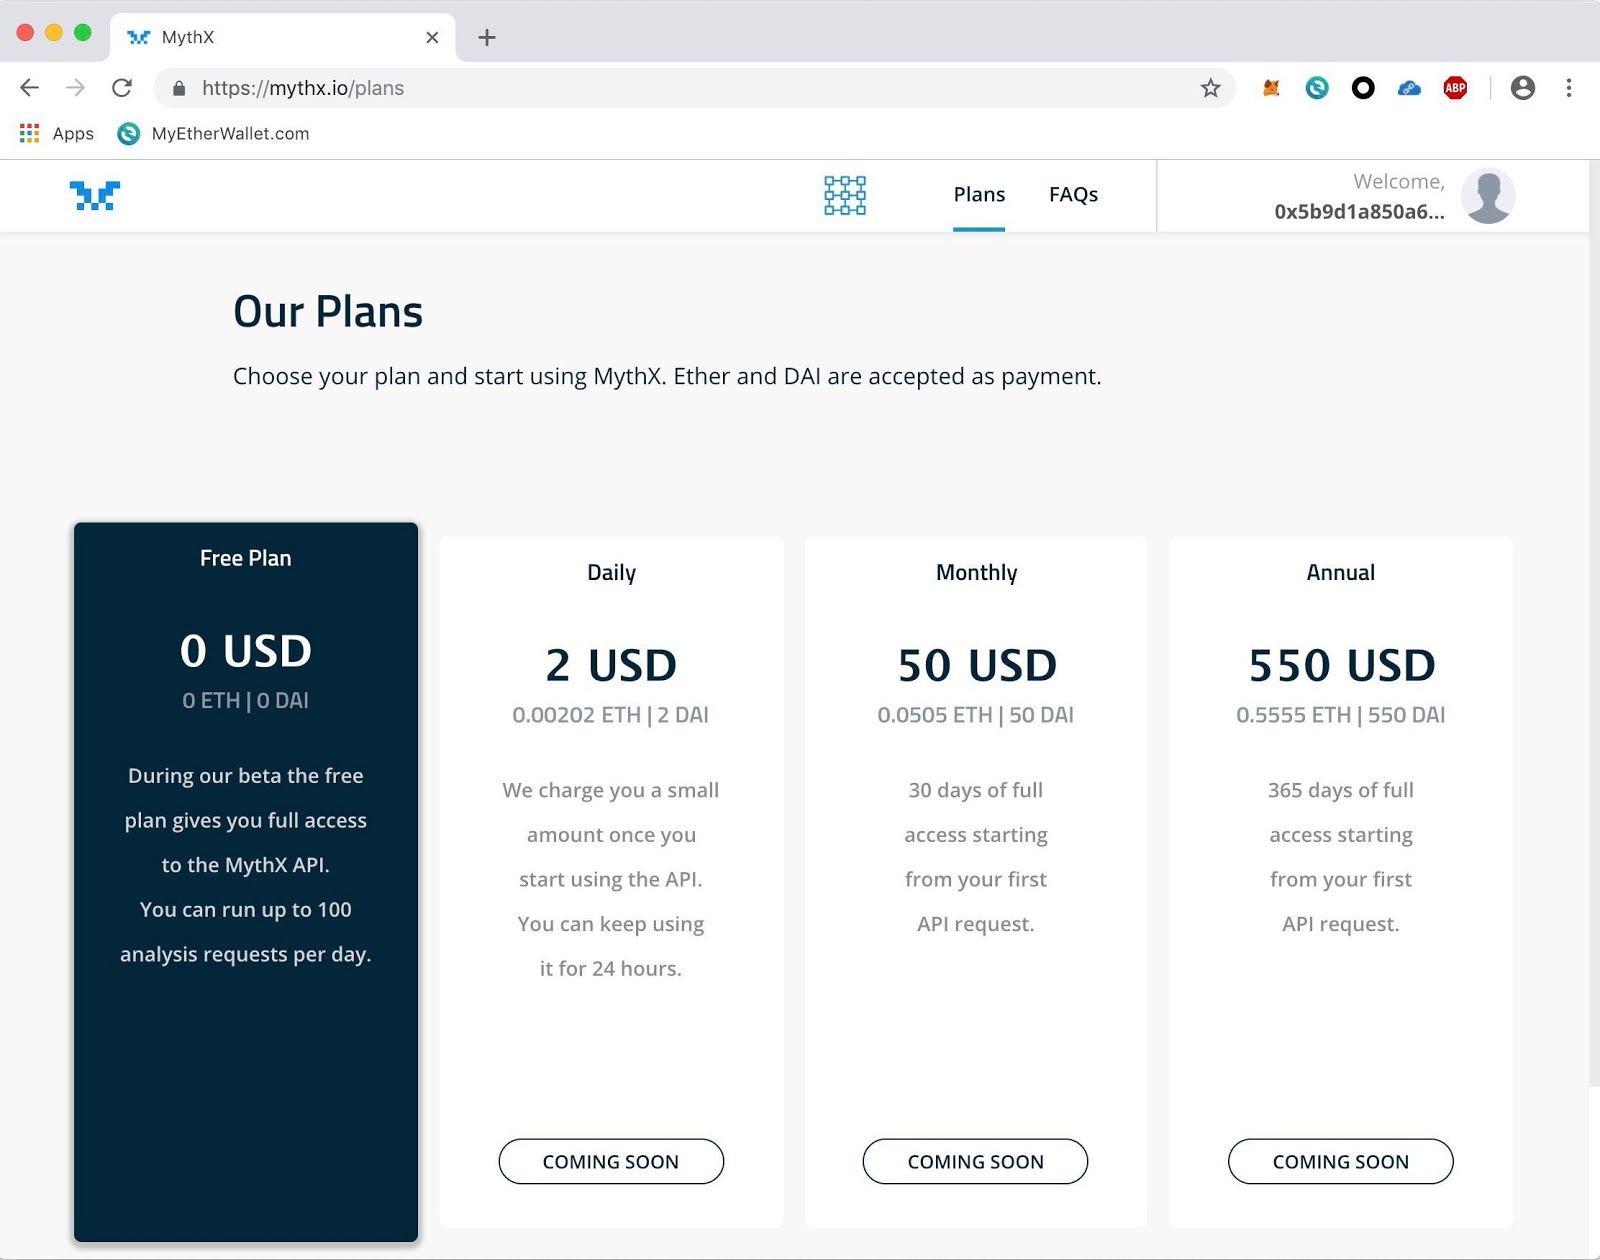 MythX
https://mythx.io/plans
ABP
Apps
MyEtherWallet.com
Plans
FAQs
Welcome,
0x5b9d1a850a6...
Our Plans
Choose your plan and start using MythX. Ether and DAI are accepted as payment.
Free Plan
0 USD
0 ETH | 0 DAI
During our beta the free
plan gives you full access
to the MythX API.
You can run up to 100
analysis requests per day.
Daily
2 USD
0.00202 ETH | 2 DAI
We charge you a small
amount once you
start using the API.
You can keep using
it for 24 hours.
COMING SOON
Monthly
50 USD
0.0505 ETH | 50 DAI
30 days of full
access starting
from your first
API request.
COMING SOON
Annual
550 USD
0.5555 ETH | 550 DAI
365 days of full
access starting
from your first
API request.
COMING SOON